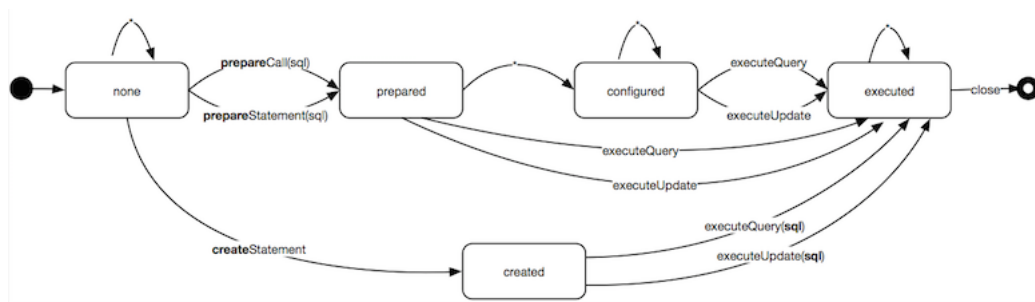 *
*
*
prepareCall(sql)
executeQuery
none
prepared
*
configured
executed
close
prepareStatement(sql)
executeUpdate
executeQuery
executeUpdate
executeQuery(sql)
createStatement
executeUpdate(sql)
created